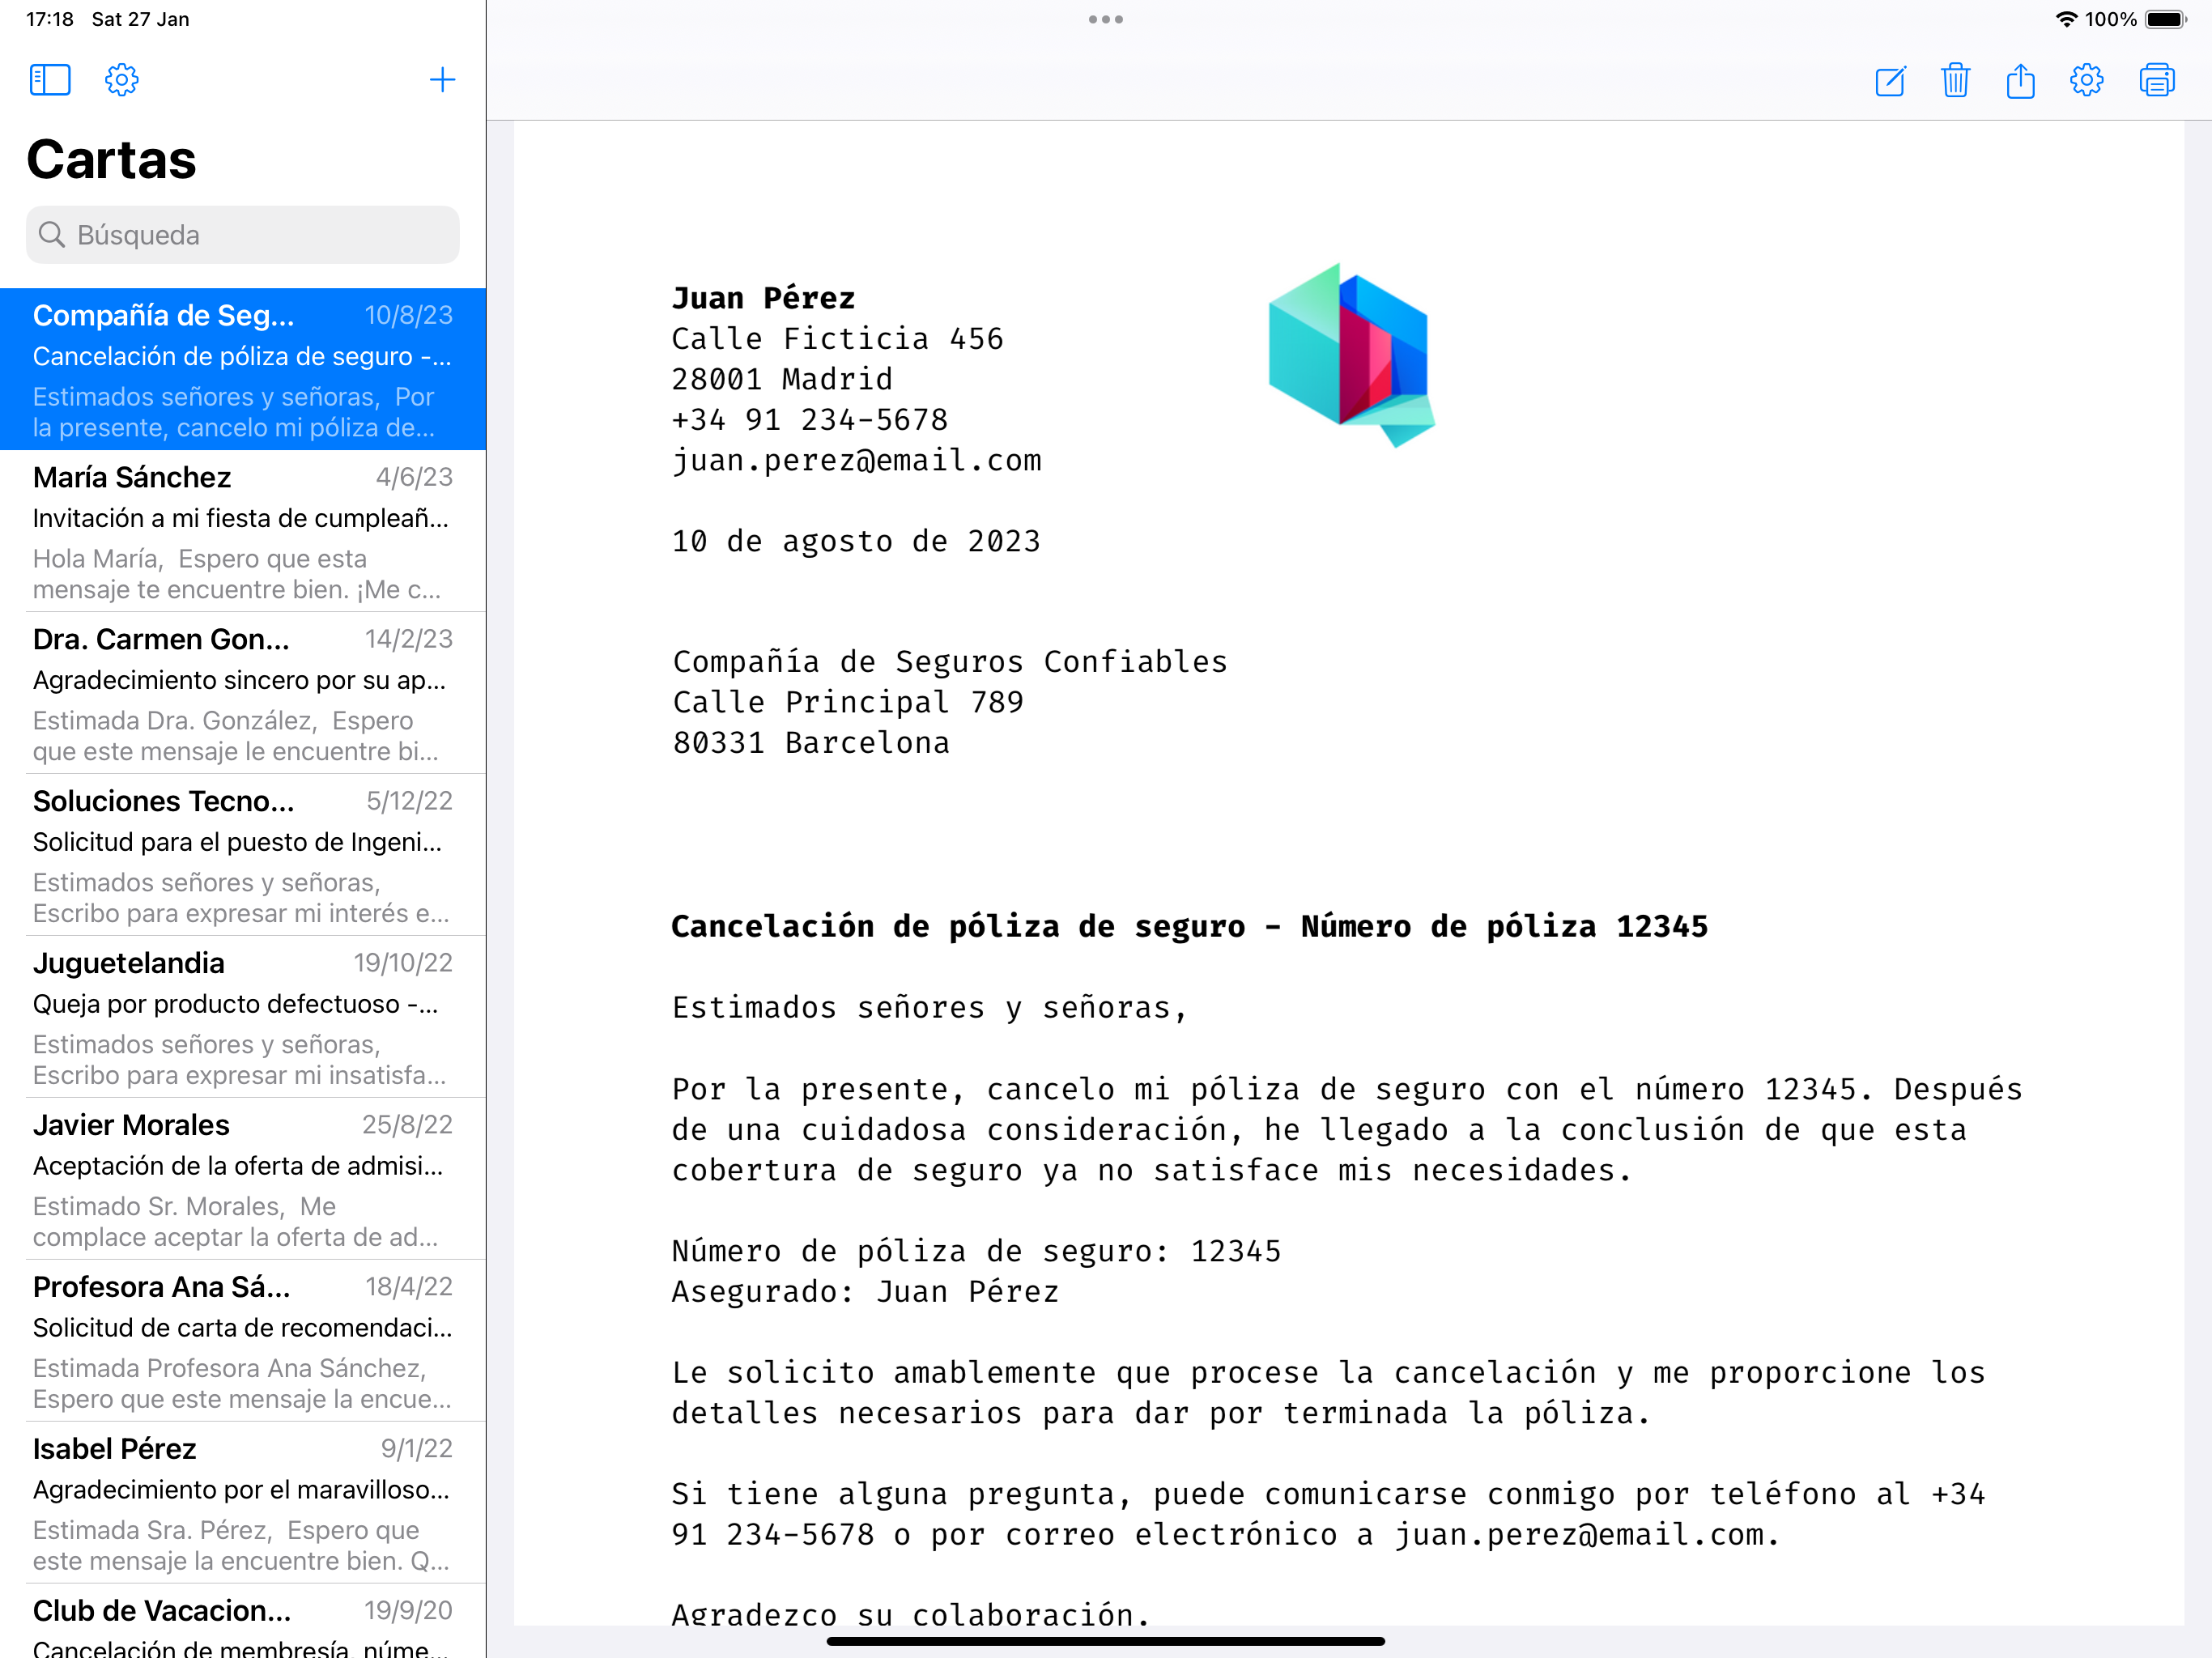 17:18 Sat 27 Jan
100%
Cartas
Búsqueda
Compañía de Seg... 10/8/23
Cancelación de póliza de seguro -...
Estimados señores y señoras, Por
la presente, cancelo mi póliza de...
María Sánchez 4/6/23
Invitación a mi fiesta de cumpleañ...
Hola María, Espero que esta
mensaje te encuentre bien. ¡Me c...
Dra. Carmen Gon... 14/2/23
Agradecimiento sincero por su ap...
Estimada Dra. González, Espero
que este mensaje le encuentre bi...
Soluciones Tecno... 5/12/22
Solicitud para el puesto de Ingeni...
Estimados señores y señoras,
Escribo para expresar mi interés e...
Juguetelandia 19/10/22
Queja por producto defectuoso -...
Estimados señores y señoras,
Escribo para expresar mi insatisfa...
Javier Morales 25/8/22
Aceptación de la oferta de admisi...
Estimado Sr. Morales, Me
complace aceptar la oferta de ad...
Profesora Ana Sá... 18/4/22
Solicitud de carta de recomendaci...
Estimada Profesora Ana Sánchez,
Espero que este mensaje la encue...
Isabel Pérez 9/1/22
Agradecimiento por el maravilloso...
Estimada Sra. Pérez, Espero que
este mensaje la encuentre bien. Q...
Club de Vacacion... 19/9/20
Cancelación de membresía, núme...
Juan Pérez
Calle Ficticia 456
28001 Madrid
+34 91 234-5678
juan.perez@email.com
10 de agosto de 2023
Compañía de Seguros Confiables
Calle Principal 789
80331 Barcelona
Cancelación de póliza de seguro - Número de póliza 12345
Estimados señores y señoras,
Por la presente, cancelo mi póliza de seguro con el número 12345. Después
de una cuidadosa consideración, he llegado a la conclusión de que esta
cobertura de seguro ya no satisface mis necesidades.
Número de póliza de seguro: 12345
Asegurado: Juan Pérez
Le solicito amablemente que procese la cancelación y me proporcione los
detalles necesarios para dar por terminada la póliza.
Si tiene alguna pregunta, puede comunicarse conmigo por teléfono al +34
91 234-5678 o por correo electrónico a juan.perez@email.com.
Agradezco su colaboración.